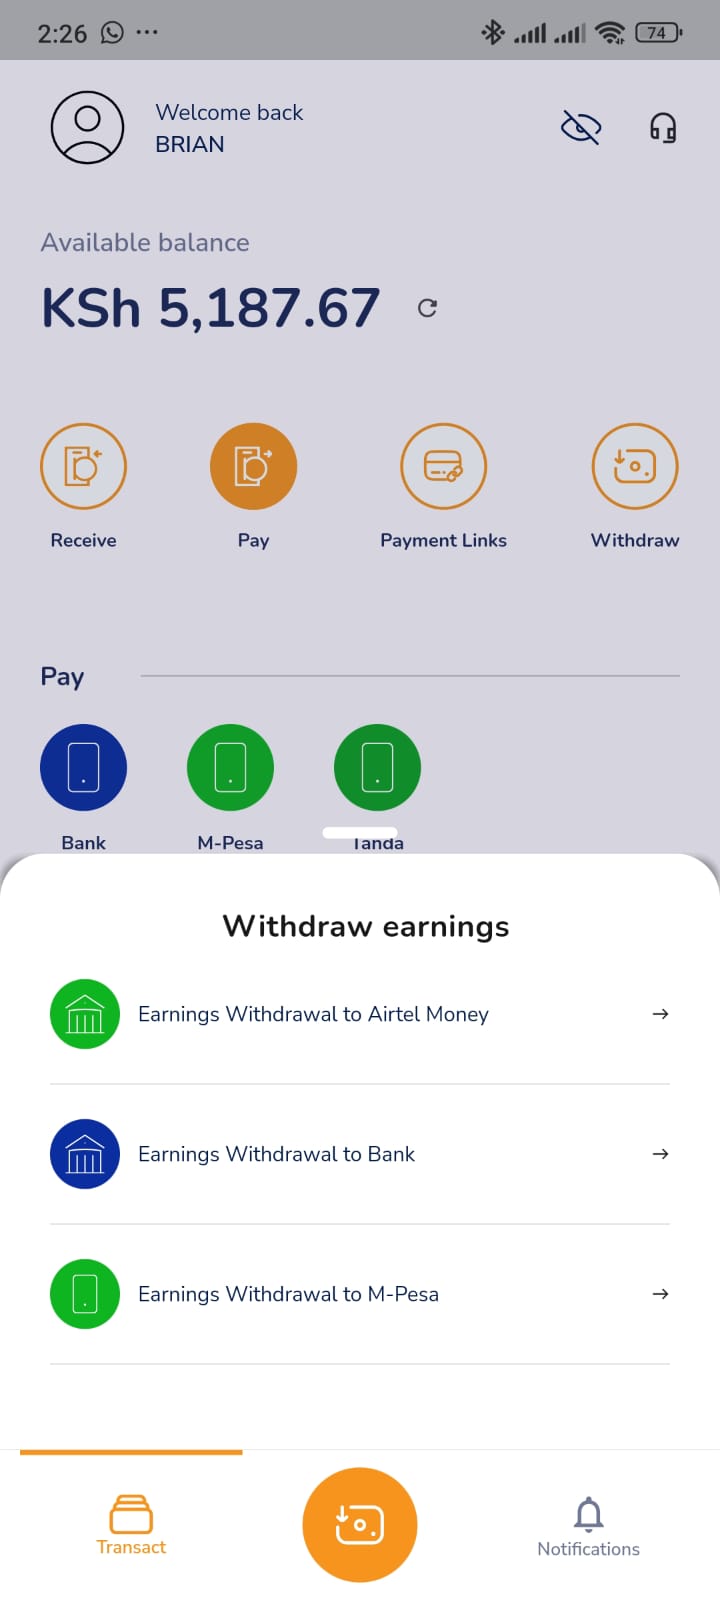 2:26
74
Welcome back
BRIAN
Available balance
KSh 5,187.67
Receive
Pay
Payment Links
Withdraw
Pay
Bank
M-Pesa
Tanda
Withdraw earnings
Earnings Withdrawal to Airtel Money
Earnings Withdrawal to Bank
Earnings Withdrawal to M-Pesa
Transact
Notifications